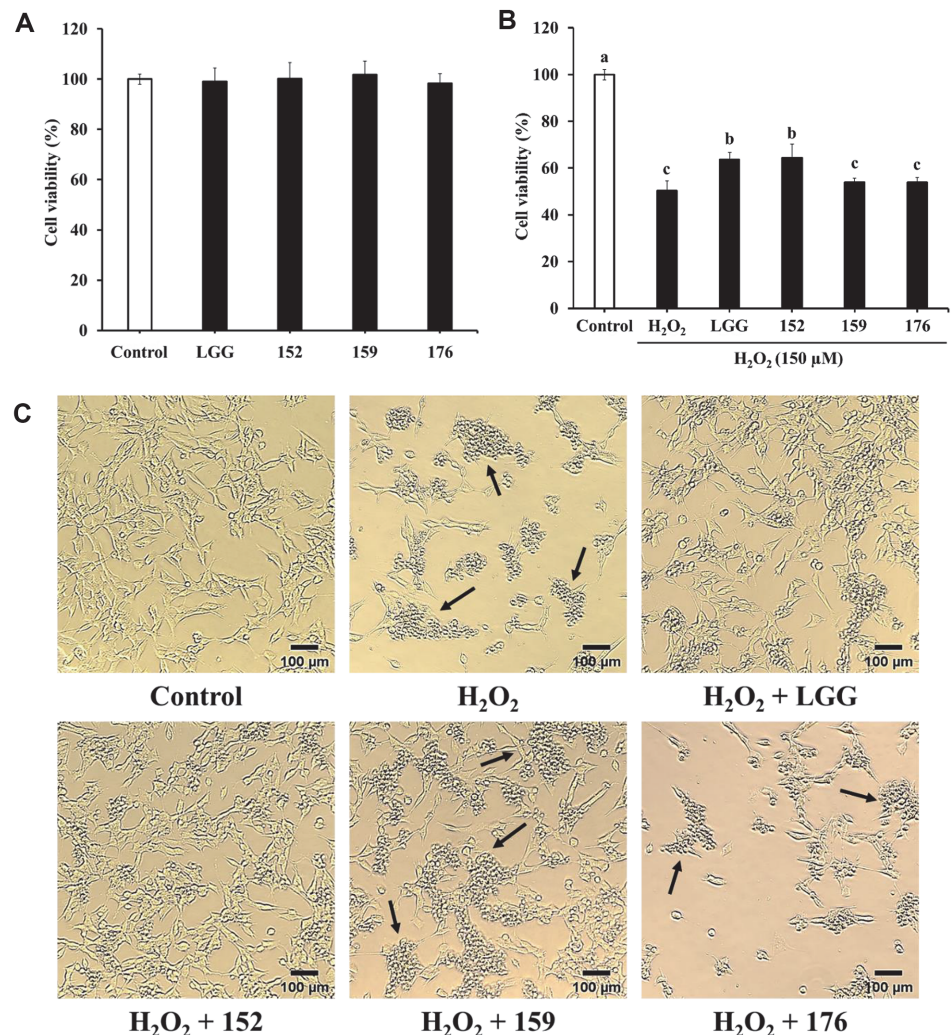 A
Cell viability (%)
120
100
80
60
40
20
0
Control LGG 152 159 176
B
Cell viability (%)
120
100
80
60
40
20
0
a
c
b
b
c
c
Control H₂O₂ LGG 152 159 176
H₂O₂ (150 μM)
C
100 μm
100 μm
100 μm
Control H₂O₂ H₂O₂ + LGG
100 μm
100 μm
100 μm
H₂O₂ + 152 H₂O₂ + 159 H₂O₂ + 176